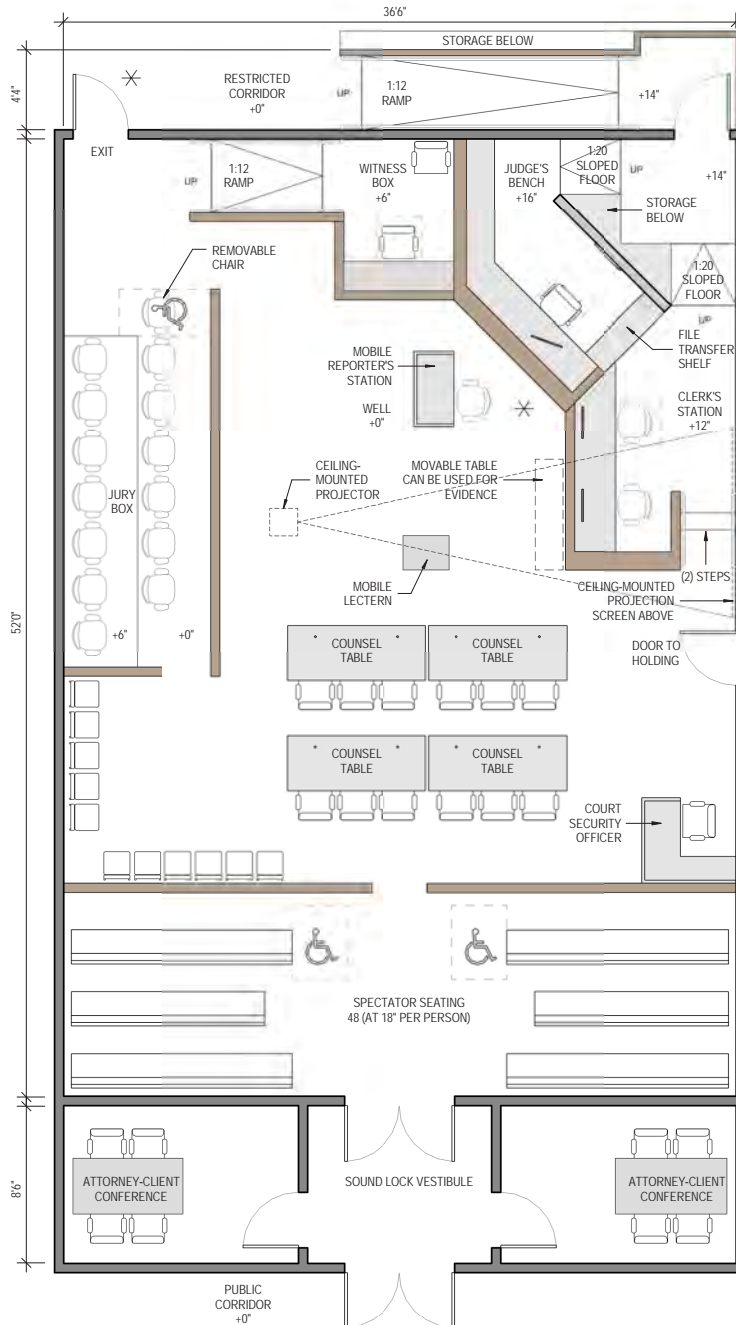 36'6"
STORAGE BELOW
4'4"
RESTRICTED
CORRIDOR
+0"
UP
1:12
RAMP
+14"
EXIT
UP
1:12
RAMP
WITNESS
BOX
+6"
JUDGE'S
BENCH
+16"
1:20
SLOPED
FLOOR
UP
+14"
STORAGE
BELOW
1:20
SLOPED
FLOOR
UP
REMOVABLE
CHAIR
FILE
TRANSFER
SHELF
MOBILE
REPORTER'S
STATION
WELL
+0"
CLERK'S
STATION
+12"
CEILING-
MOUNTED
PROJECTOR
MOVABLE TABLE
CAN BE USED FOR
EVIDENCE
JURY
BOX
+6"
+0"
MOBILE
LECTERN
(2) STEPS
CEILING-MOUNTED
PROJECTION
SCREEN ABOVE
52'0"
DOOR TO
HOLDING
COUNSEL
TABLE
COUNSEL
TABLE
COUNSEL
TABLE
COUNSEL
TABLE
COURT
SECURITY
OFFICER
SPECTATOR SEATING
48 (AT 18" PER PERSON)
8'6"
ATTORNEY-CLIENT
CONFERENCE
SOUND LOCK VESTIBULE
ATTORNEY-CLIENT
CONFERENCE
PUBLIC
CORRIDOR
+0"